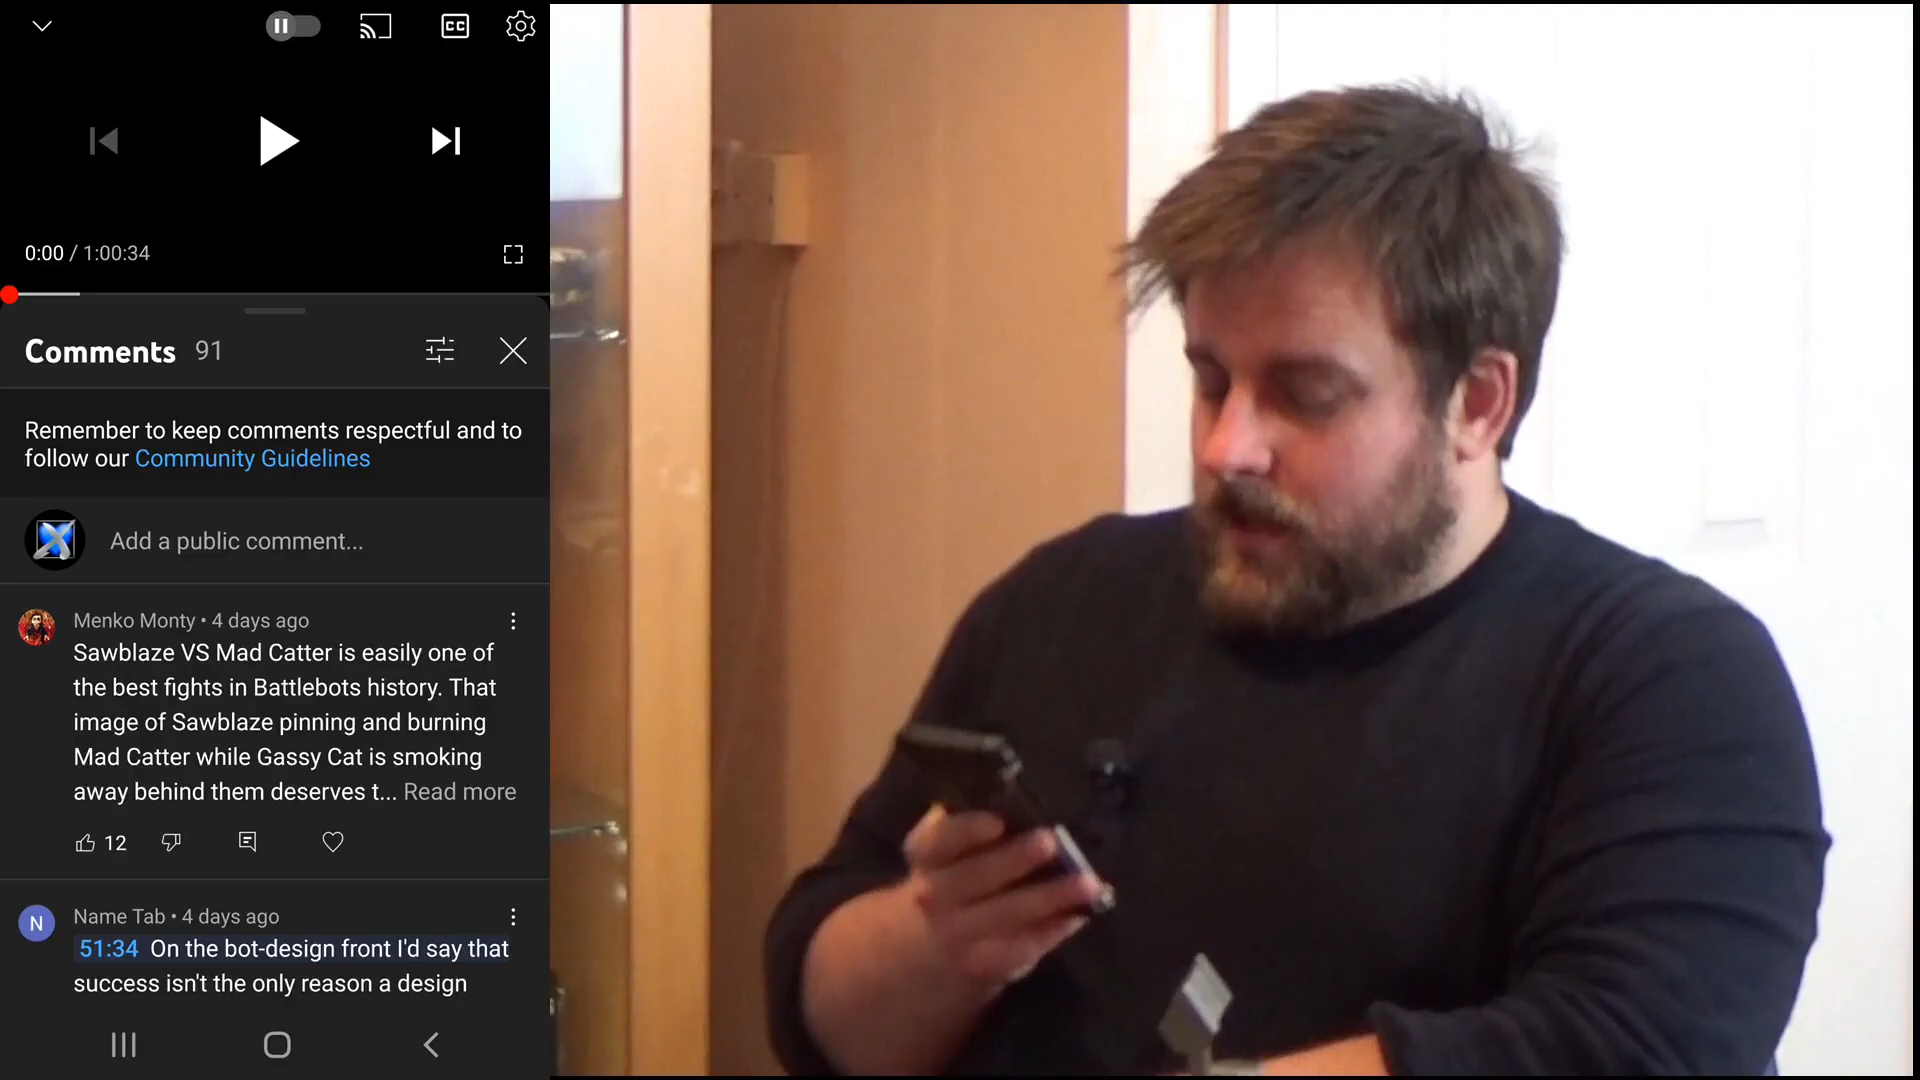 CC
0:00 / 1:00:34
Comments 91
Remember to keep comments respectful and to
follow our Community Guidelines
Add a public comment...
Menko Monty • 4 days ago
Sawblaze VS Mad Catter is easily one of
the best fights in Battlebots history. That
image of Sawblaze pinning and burning
Mad Catter while Gassy Cat is smoking
away behind them deserves t... Read more
12
N
Name Tab • 4 days ago
51:34 On the bot-design front I'd say that
success isn't the only reason a design